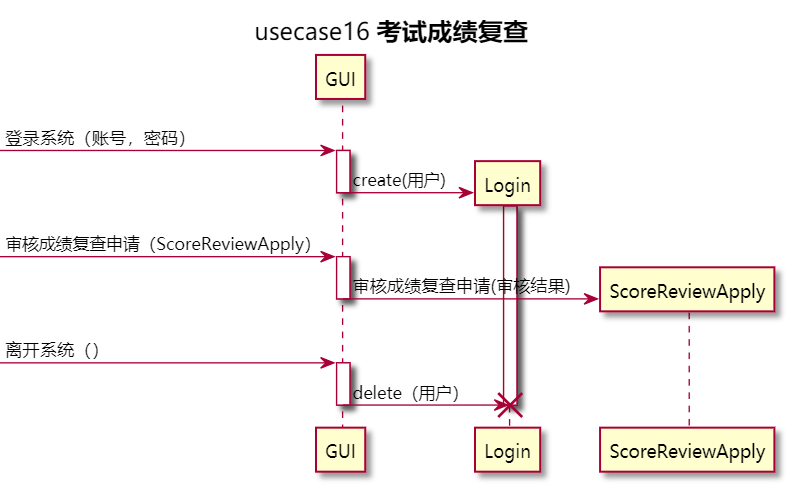 usecase16 考试成绩复查
GUI
登录系统（账号，密码）
create(用户)
Login
审核成绩复查申请（ScoreReviewApply）
审核成绩复查申请(审核结果)
ScoreReviewApply
离开系统（）
delete（用户）
GUI
Login
ScoreReviewApply